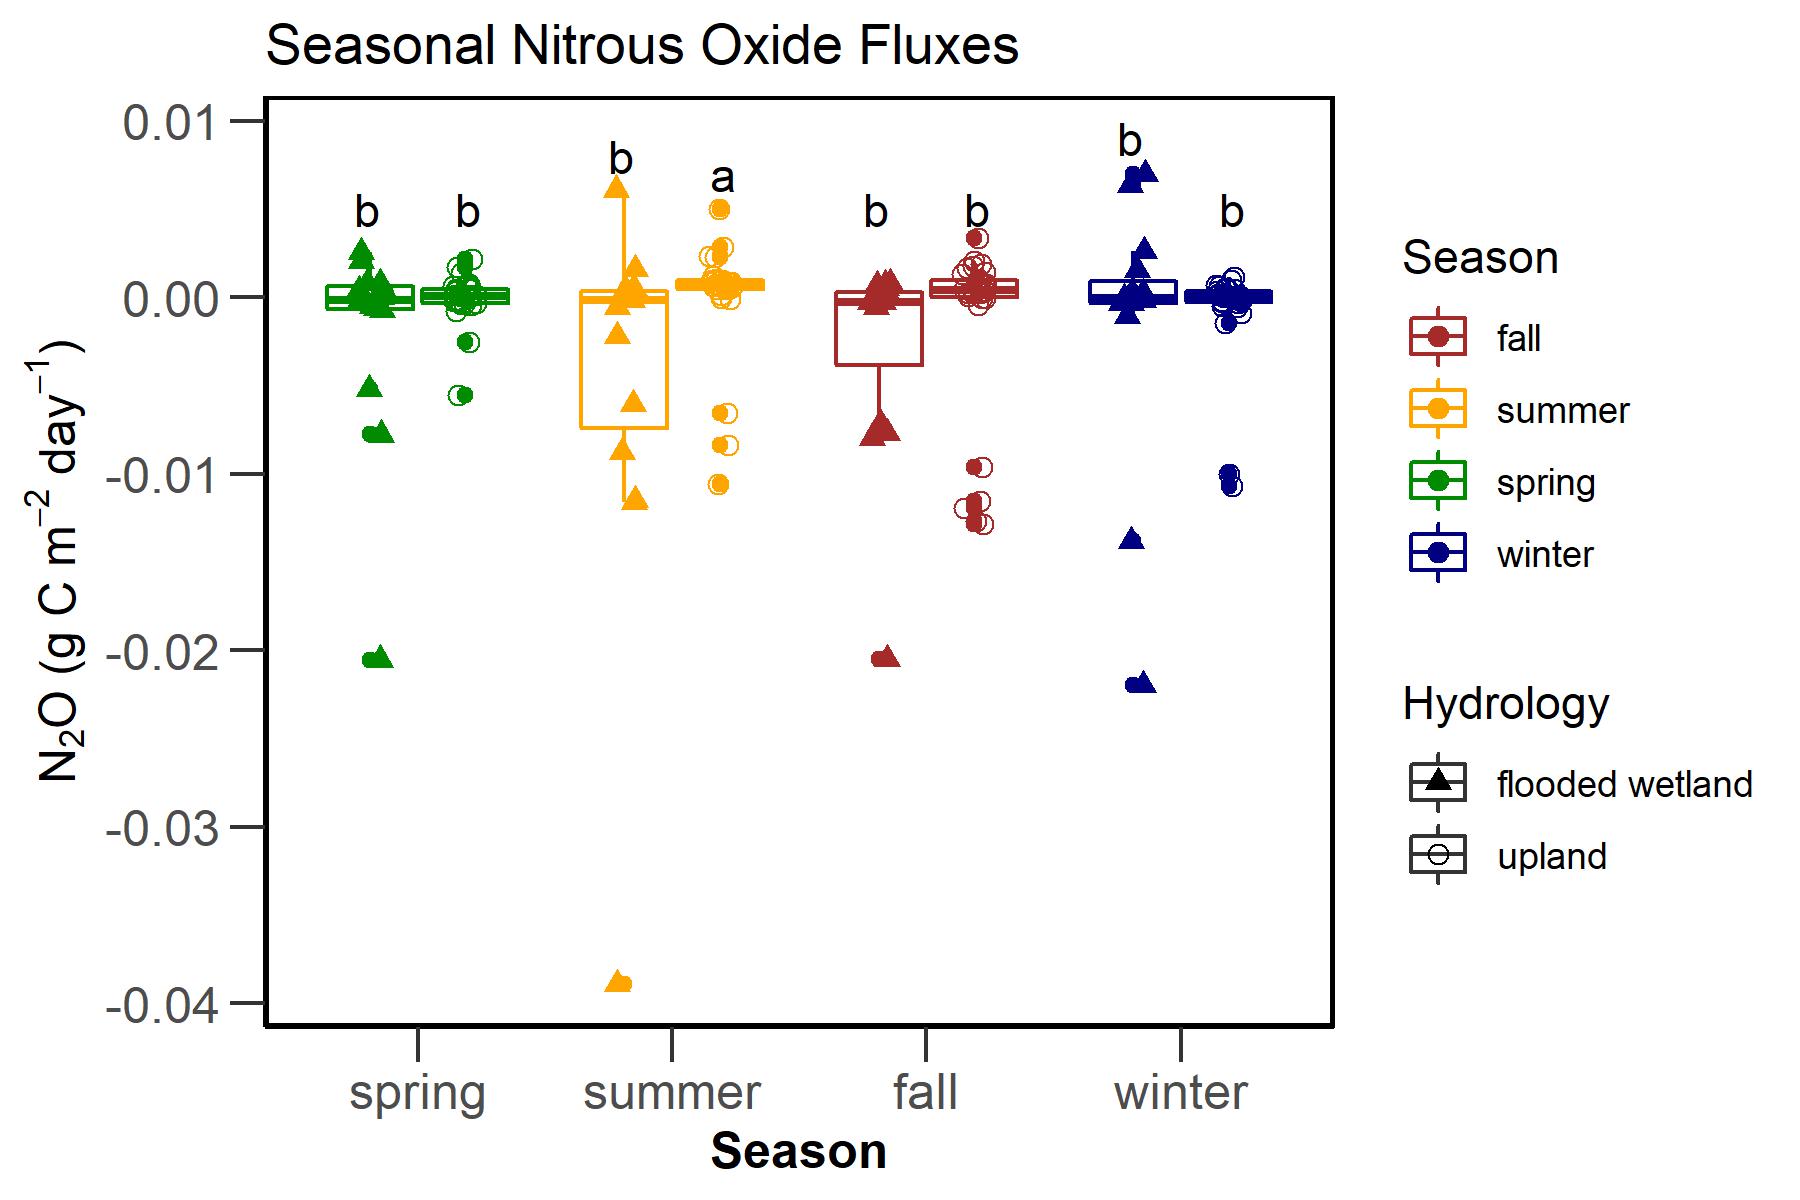 Seasonal Nitrous Oxide Fluxes
0.01
0.00
-0.01
-0.02
-0.03
-0.04
N₂O (g C m⁻² day⁻¹)
b b b a b b b b
spring summer fall winter
Season
Season
fall
summer
spring
winter
Hydrology
flooded wetland
upland